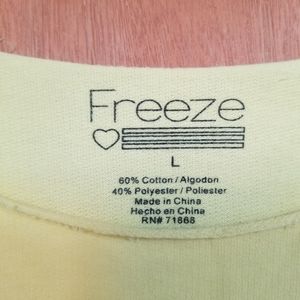 Freeze
L
60% Cotton / Algodon
40% Polyester / Poliester
Made in China
Hecho en China
RN# 71868